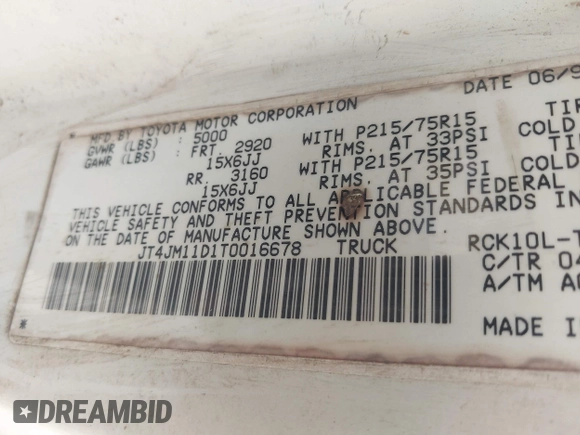 MFD BY TOYOTA MOTOR CORPORATION DATE 06/9
GVWR (LBS) : 5000
GAWR (LBS) : FRT. 2920 WITH P215/75R15 TI
15X6JJ RIMS. AT 33PSI COLD
RR. 3160 WITH P215/75R15 TI
15X6JJ RIMS. AT 35PSI COLD
THIS VEHICLE CONFORMS TO ALL APPLICABLE FEDERAL
VEHICLE SAFETY AND THEFT PREVENTION STANDARDS IN
ON THE DATE OF MANUFACTURE SHOWN ABOVE.
JT4JM11D1T0016678 TRUCK RCK10L-T
C/TR 04
A/TM A0
MADE I
DREAMBID